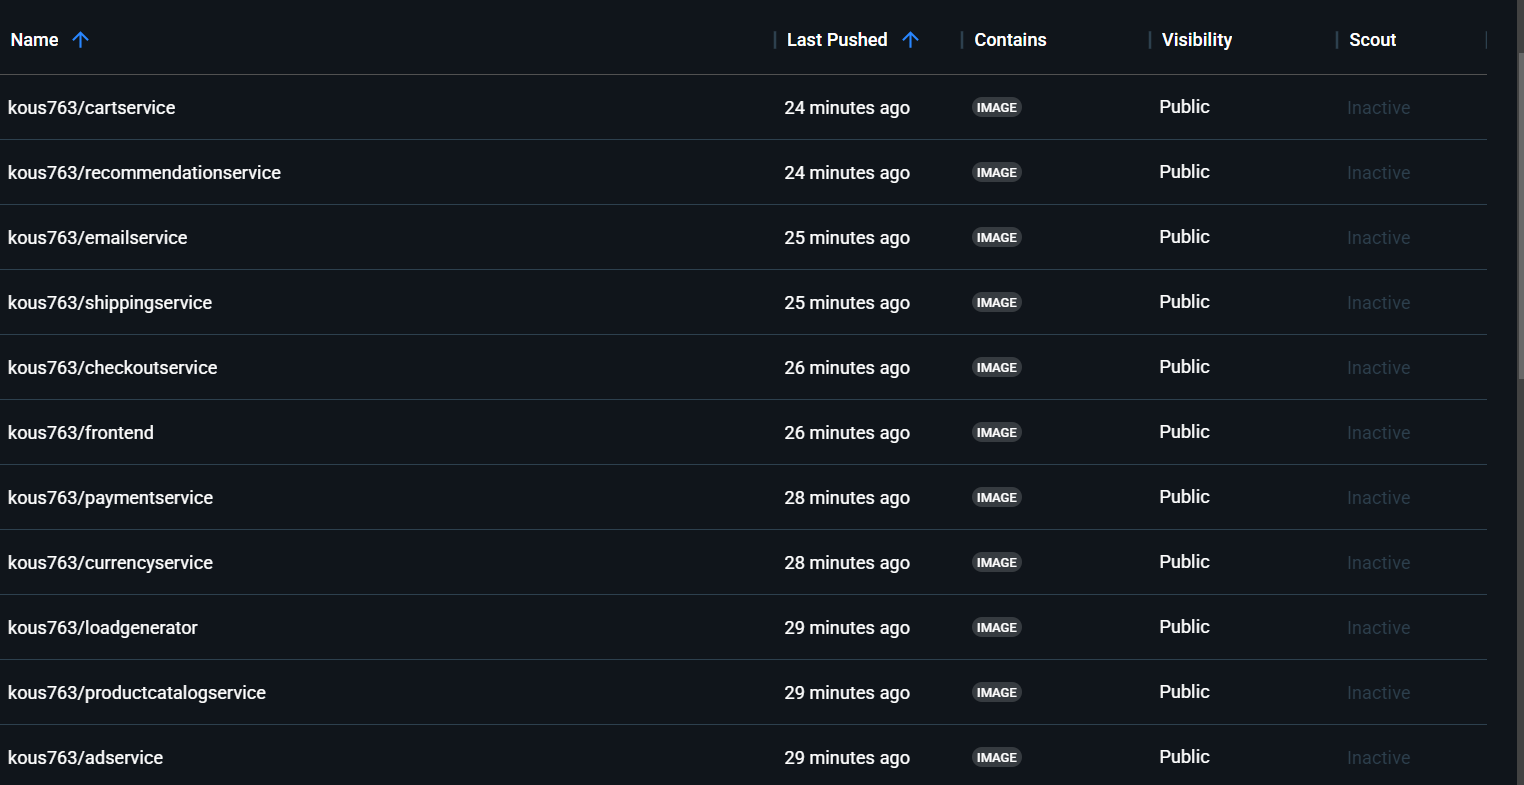 Name Last Pushed Contains Visibility Scout
kous763/cartservice 24 minutes ago IMAGE Public Inactive
kous763/recommendationservice 24 minutes ago IMAGE Public Inactive
kous763/emailservice 25 minutes ago IMAGE Public Inactive
kous763/shippingservice 25 minutes ago IMAGE Public Inactive
kous763/checkoutservice 26 minutes ago IMAGE Public Inactive
kous763/frontend 26 minutes ago IMAGE Public Inactive
kous763/paymentservice 28 minutes ago IMAGE Public Inactive
kous763/currencyservice 28 minutes ago IMAGE Public Inactive
kous763/loadgenerator 29 minutes ago IMAGE Public Inactive
kous763/productcatalogservice 29 minutes ago IMAGE Public Inactive
kous763/adservice 29 minutes ago IMAGE Public Inactive